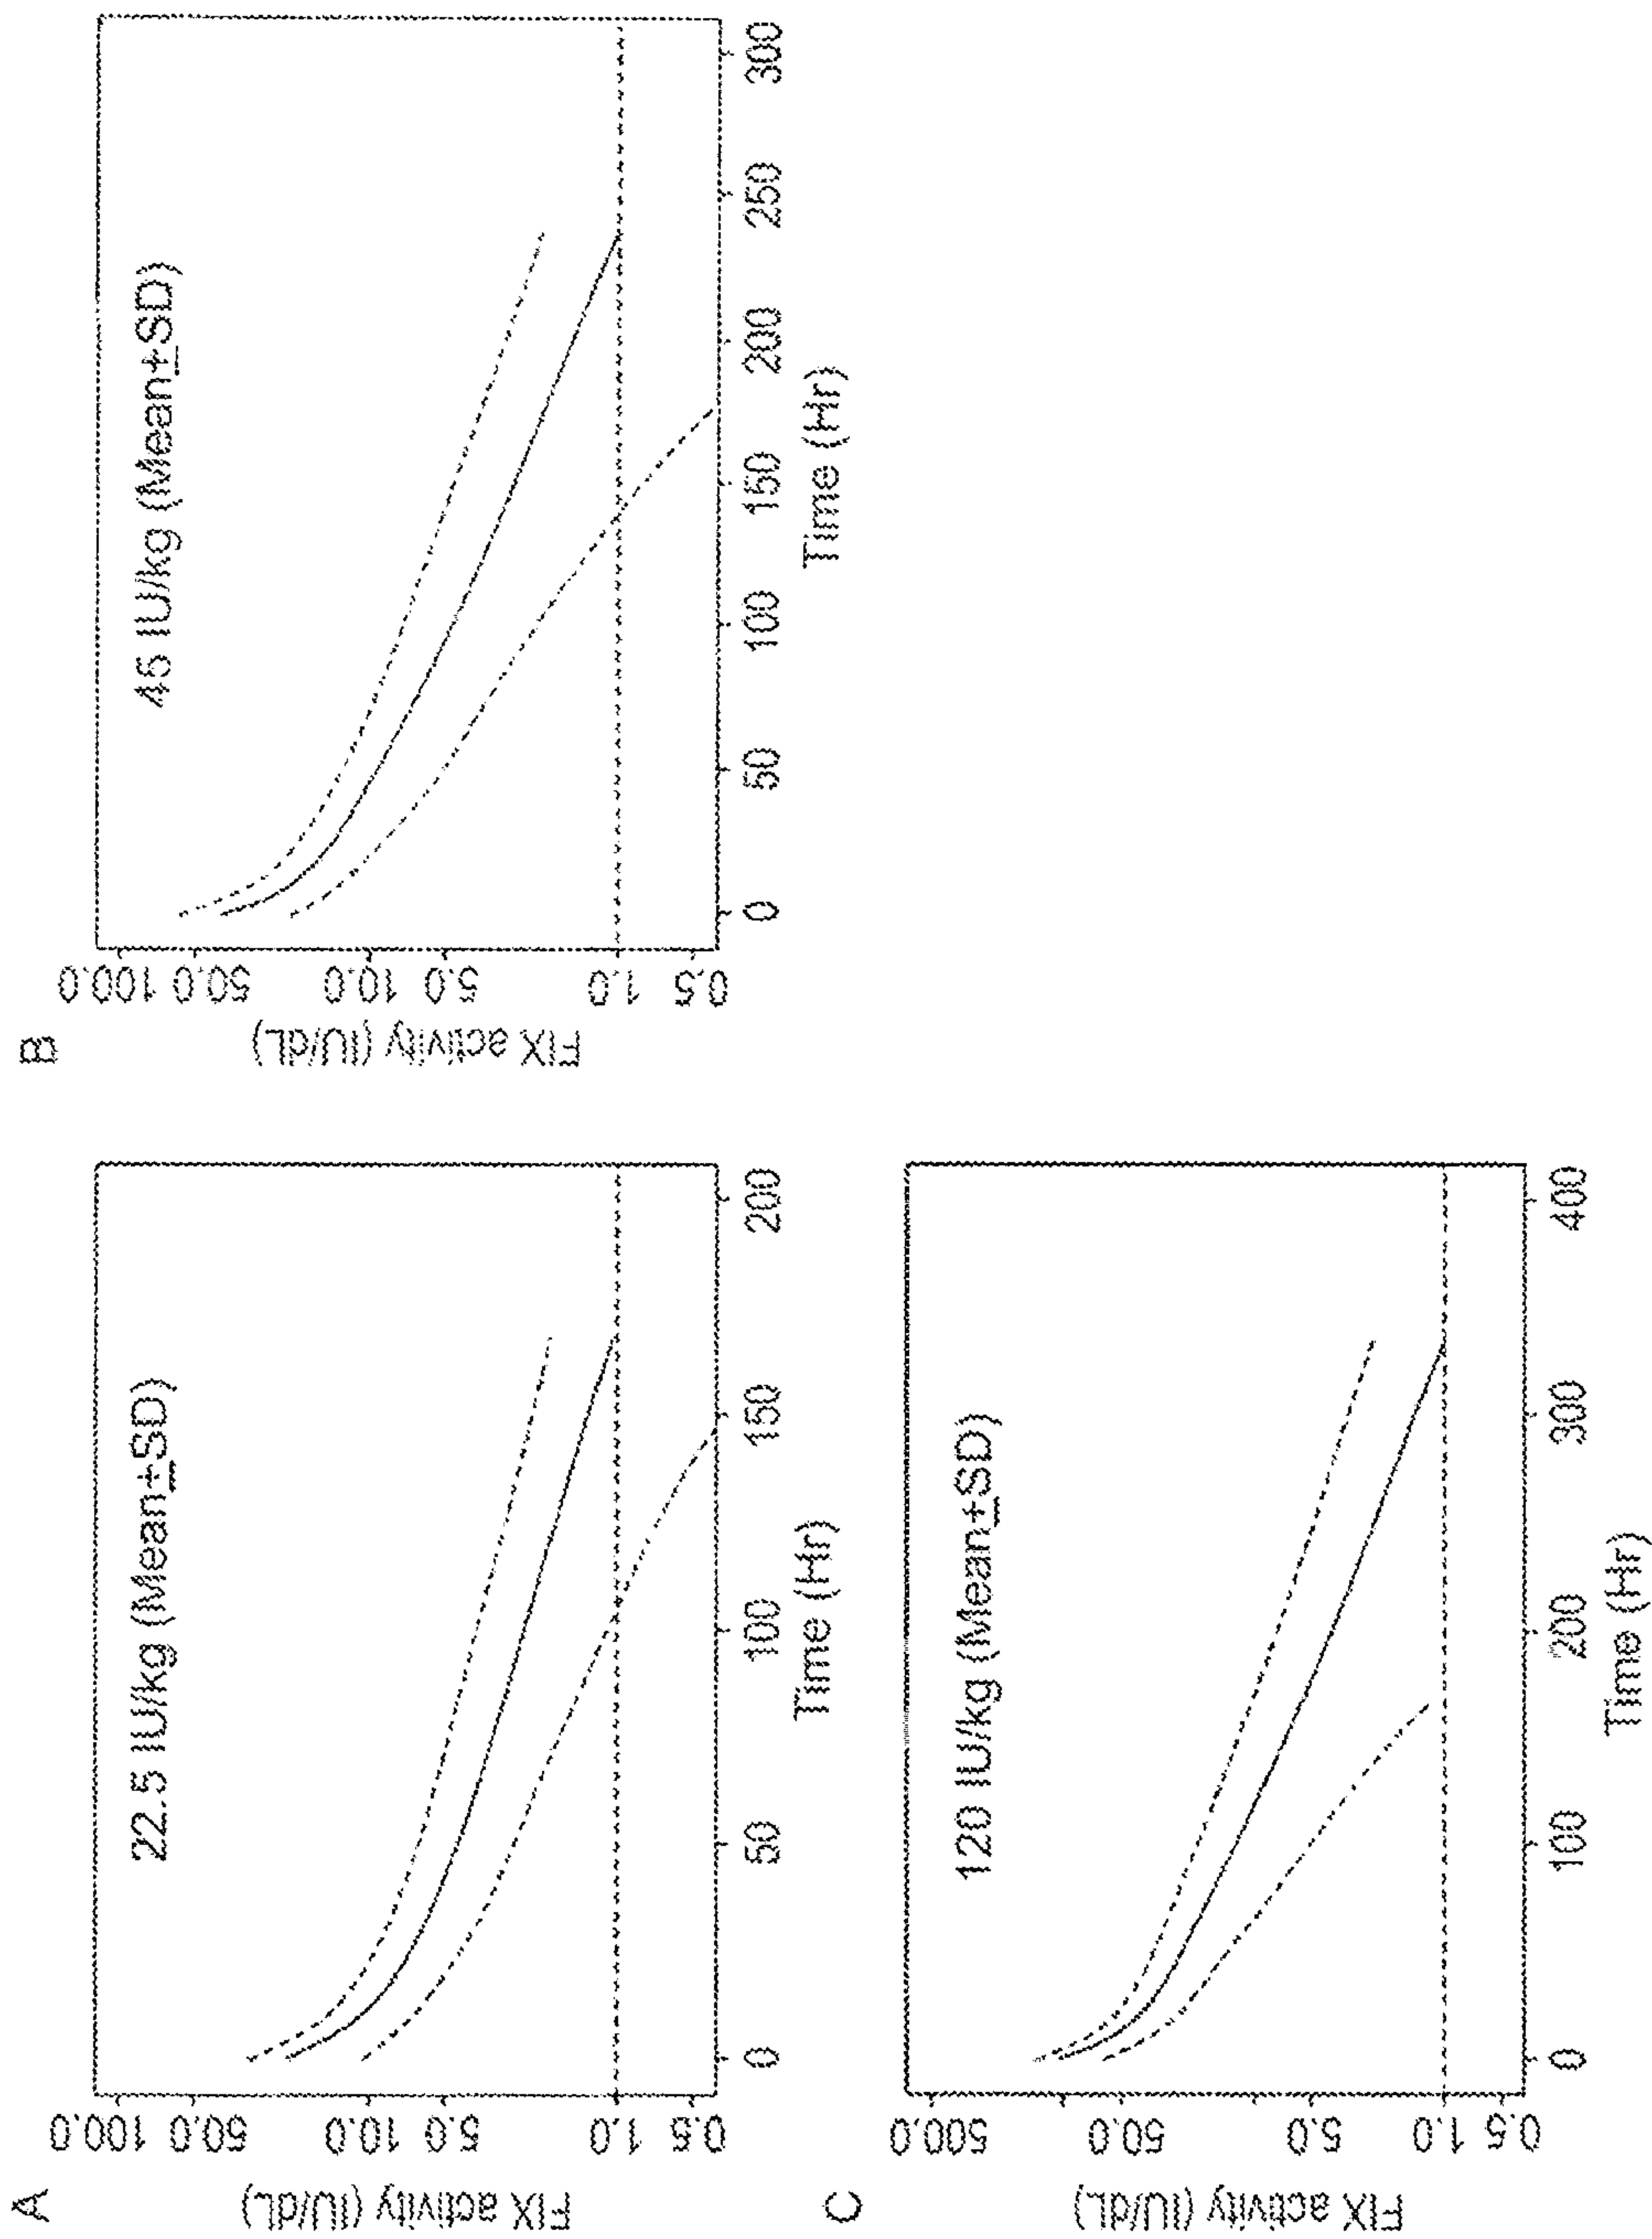 A
22.5 IU/kg (Mean±SD)
FIX activity (IU/dL)
100.0
50.0
10.0
5.0
1.0
0.5
0 50 100 150 200
Time (Hr)
B
45 IU/kg (Mean±SD)
FIX activity (IU/dL)
100.0
50.0
10.0
5.0
1.0
0.5
0 50 100 150 200 250 300
Time (Hr)
C
120 IU/kg (Mean±SD)
FIX activity (IU/dL)
500.0
50.0
5.0
1.0
0.5
0 100 200 300 400
Time (Hr)